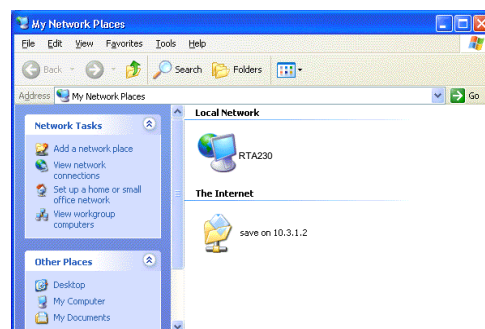 My Network Places
File Edit View Favorites Tools Help
Back Search Folders
Address My Network Places Go
Network Tasks
Add a network place
View network
connections
Set up a home or small
office network
View workgroup
computers
Other Places
Desktop
My Computer
My Documents
Local Network
RTA230
The Internet
save on 10.3.1.2